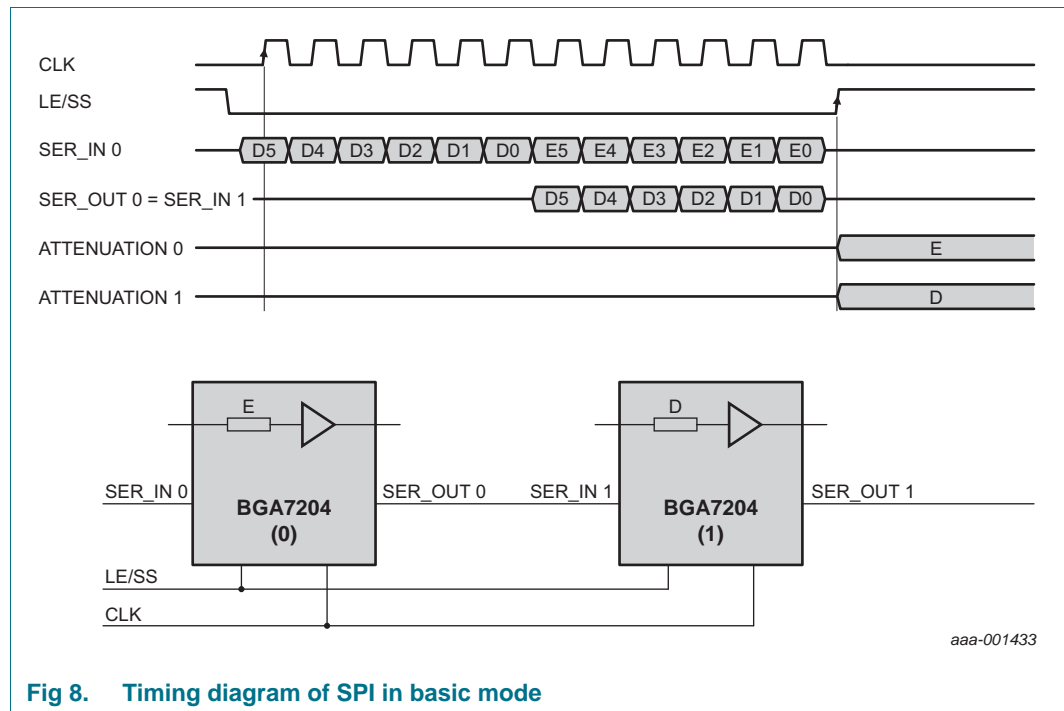 CLK
LE/SS
SER_IN 0 D5 D4 D3 D2 D1 D0 E5 E4 E3 E2 E1 E0
SER_OUT 0 = SER_IN 1 D5 D4 D3 D2 D1 D0
ATTENUATION 0 E
ATTENUATION 1 D
E D
SER_IN 0 SER_OUT 0 SER_IN 1 SER_OUT 1
BGA7204 BGA7204
(0) (1)
LE/SS
CLK
aaa-001433
Fig 8. Timing diagram of SPI in basic mode